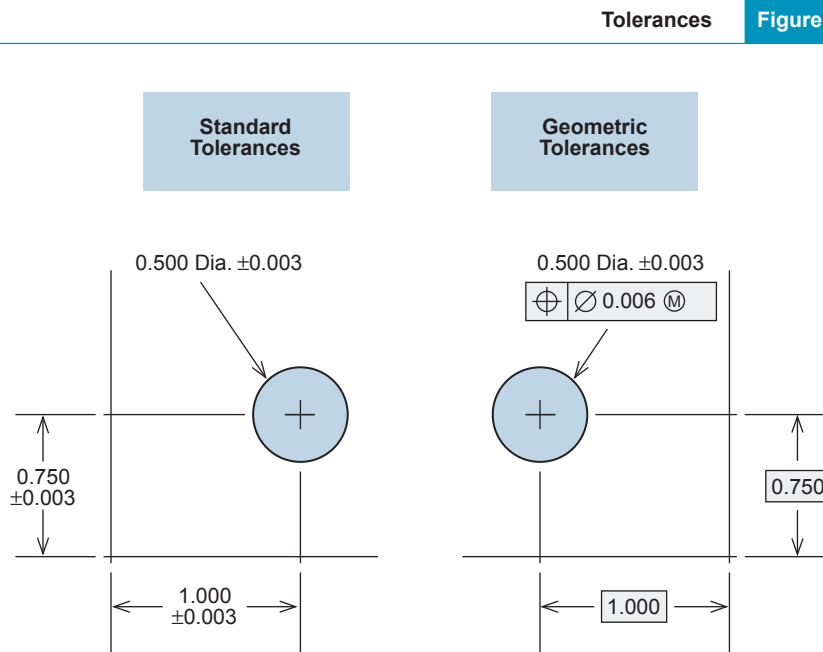 Tolerances Figure
Standard
Tolerances
Geometric
Tolerances
0.500 Dia. ±0.003
0.500 Dia. ±0.003
⌖ ∅ 0.006 Ⓜ
0.750
±0.003
0.750
1.000
±0.003
1.000